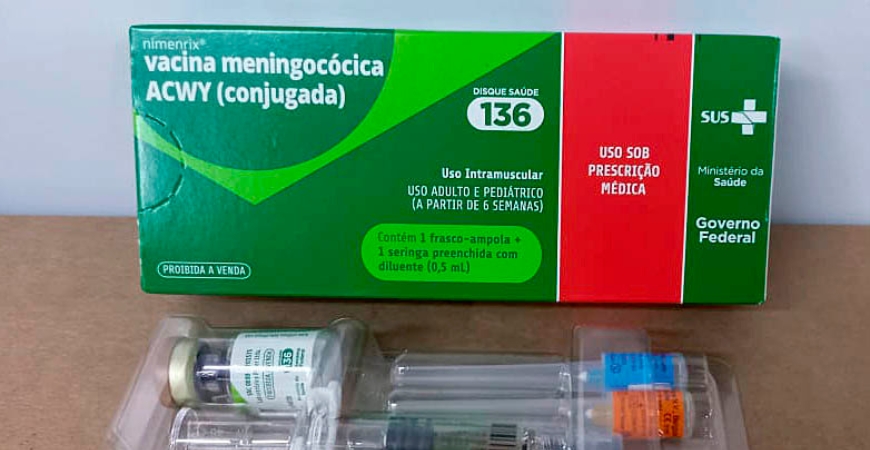 nimenrix®
vacina meningocócica
ACWY (conjugada)
DISQUE SAÚDE
136
Uso Intramuscular
USO ADULTO E PEDIÁTRICO
(A PARTIR DE 6 SEMANAS)
Contém 1 frasco-ampola +
1 seringa preenchida com
diluente (0,5 mL)
PROIBIDA A VENDA
USO SOB
PRESCRIÇÃO
MÉDICA
SUS
Ministério da
Saúde
Governo
Federal
136